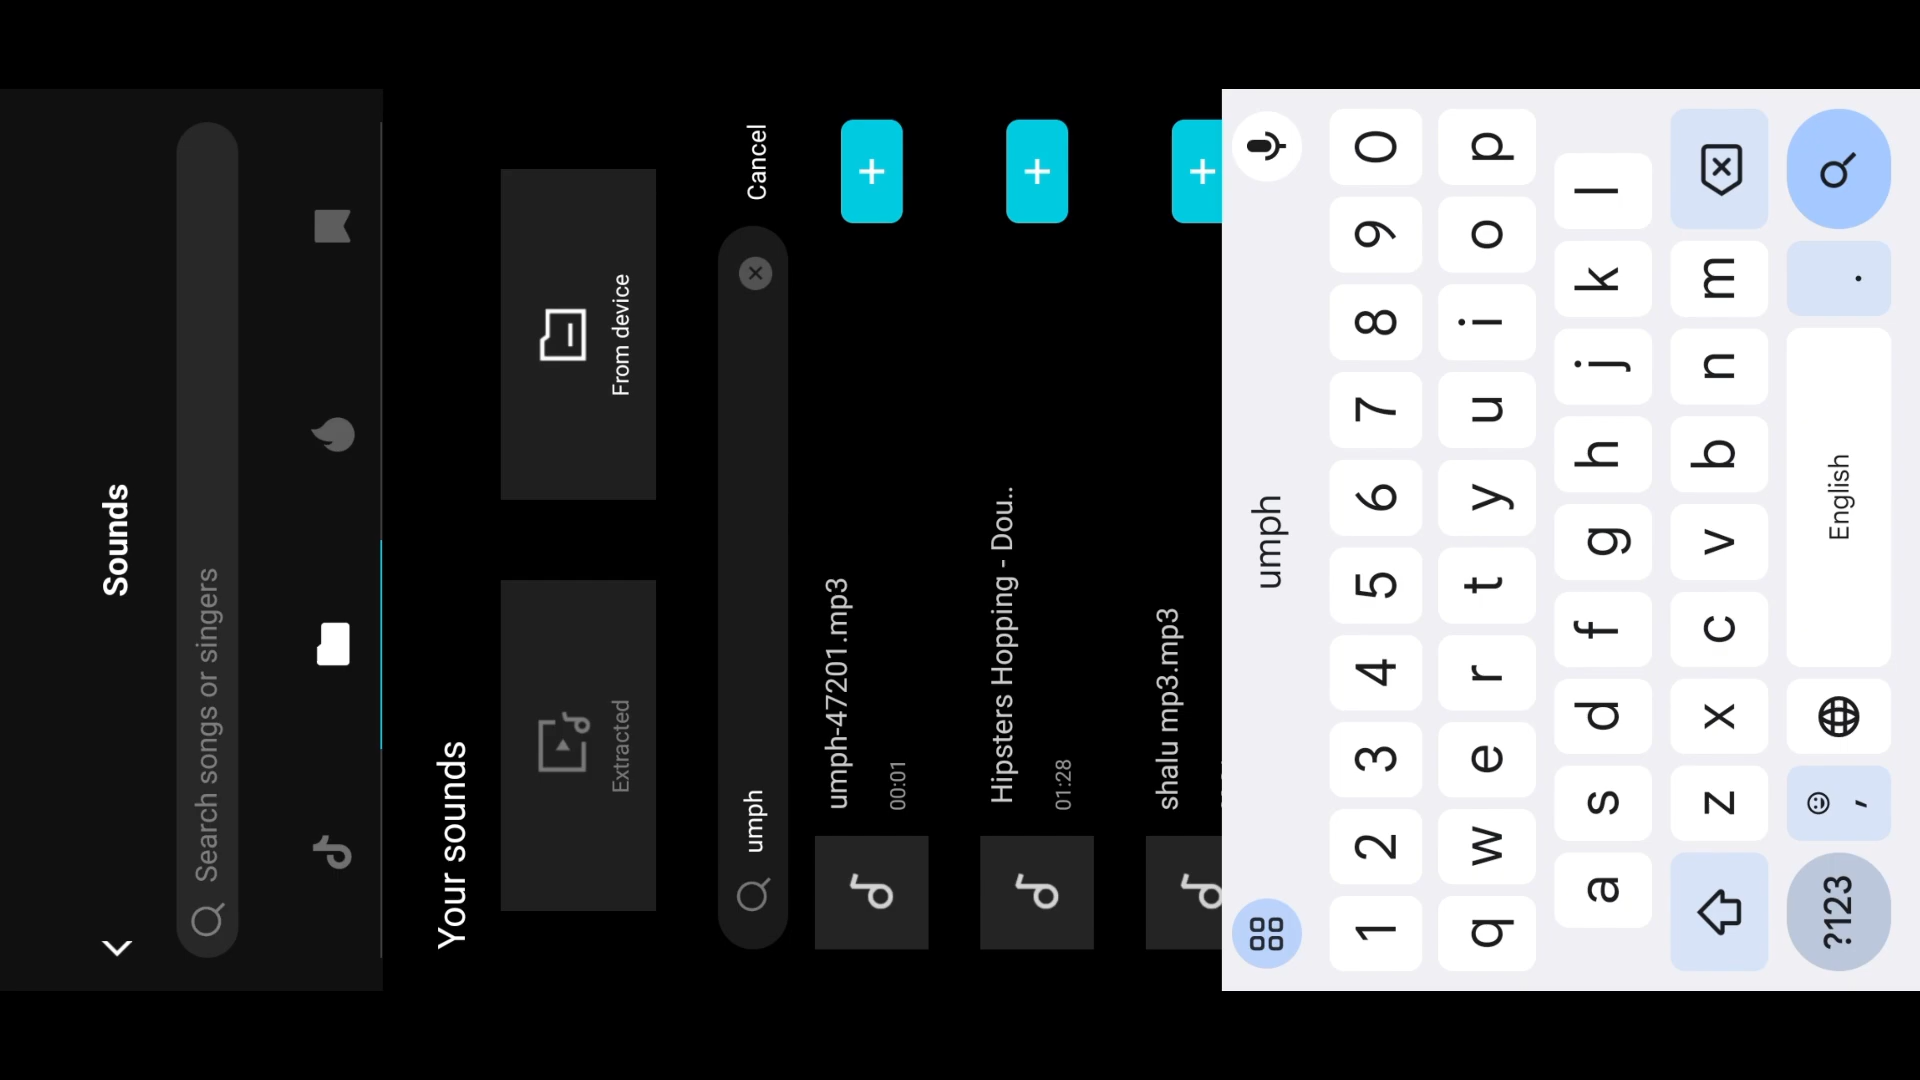 Sounds
Search songs or singers
Your sounds
Extracted
From device
umph
Cancel
umph-47201.mp3
00:01
Hipsters Hopping - Dou..
01:28
shalu mp3.mp3
umph
1 2 3 4 5 6 7 8 9 0
q w e r t y u i o p
a s d f g h j k l
z x c v b n m
?123 , English .